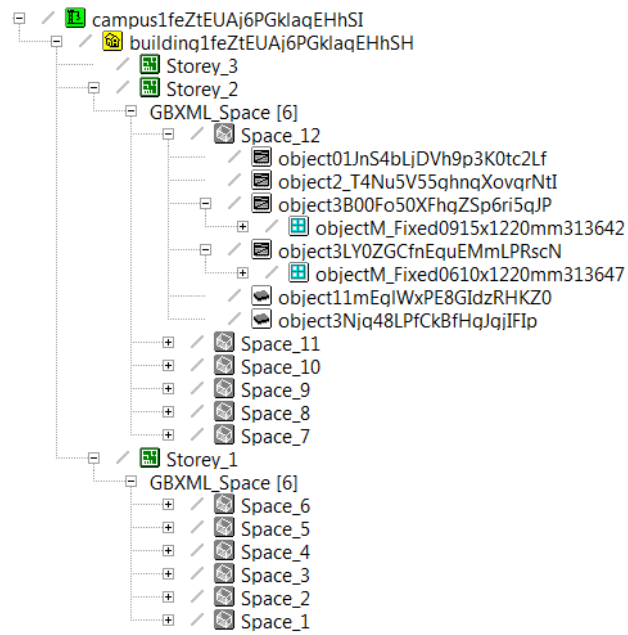 campus1feZtEUAj6PGklaqEHhSI
building1feZtEUAj6PGklaqEHhSH
Storey_3
Storey_2
GBXML_Space [6]
Space_12
object01JnS4bLjDVh9p3K0tc2Lf
object2_T4Nu5V55qhnqXovqrNtI
object3B00Fo50XFhqZSp6ri5qJP
objectM_Fixed0915x1220mm313642
object3LY0ZGCfnEquEMmLPRscN
objectM_Fixed0610x1220mm313647
object11mEqlWxPE8GIdzRHKZ0
object3Njq48LPfCkBfHqJqjIFIp
Space_11
Space_10
Space_9
Space_8
Space_7
Storey_1
GBXML_Space [6]
Space_6
Space_5
Space_4
Space_3
Space_2
Space_1